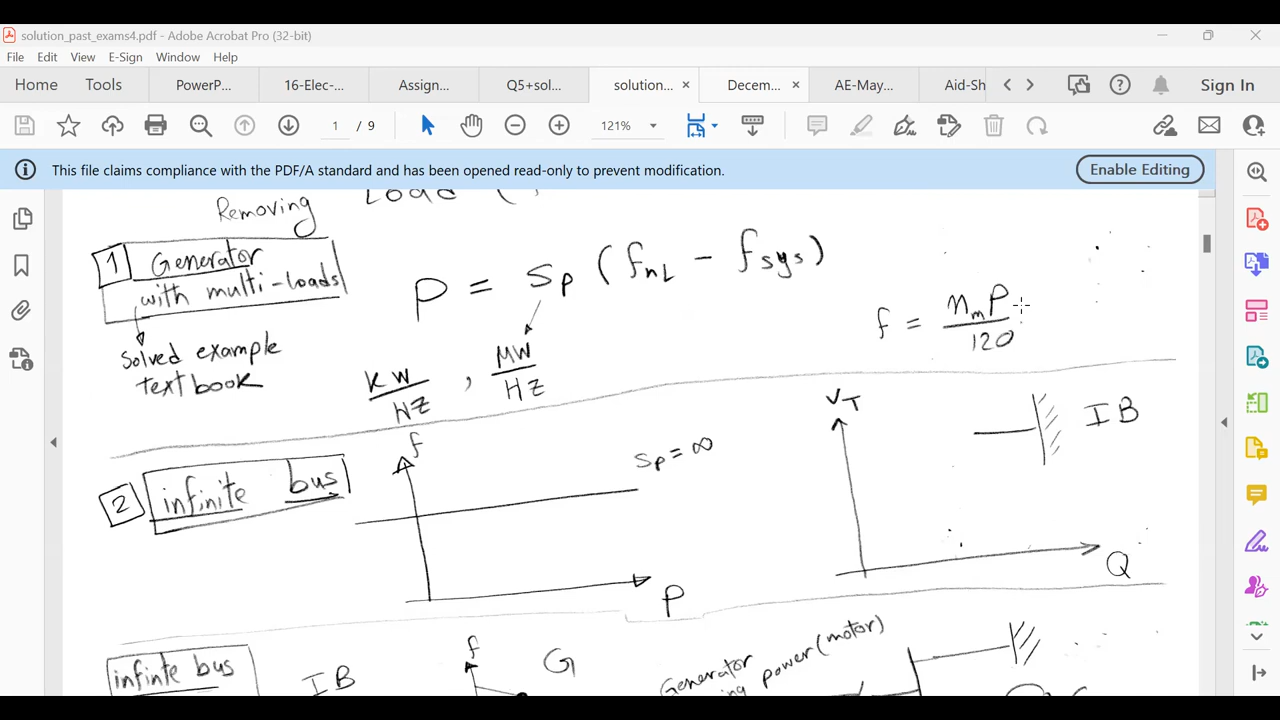 solution_past_exams4.pdf - Adobe Acrobat Pro (32-bit)
File Edit View E-Sign Window Help
Home Tools PowerP... 16-Elec-... Assign... Q5+sol... solution... × Decem... × AE-May... Aid-Sh Sign In
1 / 9 121%
This file claims compliance with the PDF/A standard and has been opened read-only to prevent modification. Enable Editing
Removing Load (
1 Generator
with multi-loads
P = Sp (fnL - fsys)
f = nmP / 120
Solved example
text book
KW/HZ , MW/HZ
2 infinite bus
f
Sp = ∞
P
VT
IB
Q
infinite bus
IB
f
G
Generator
ing power (motor)